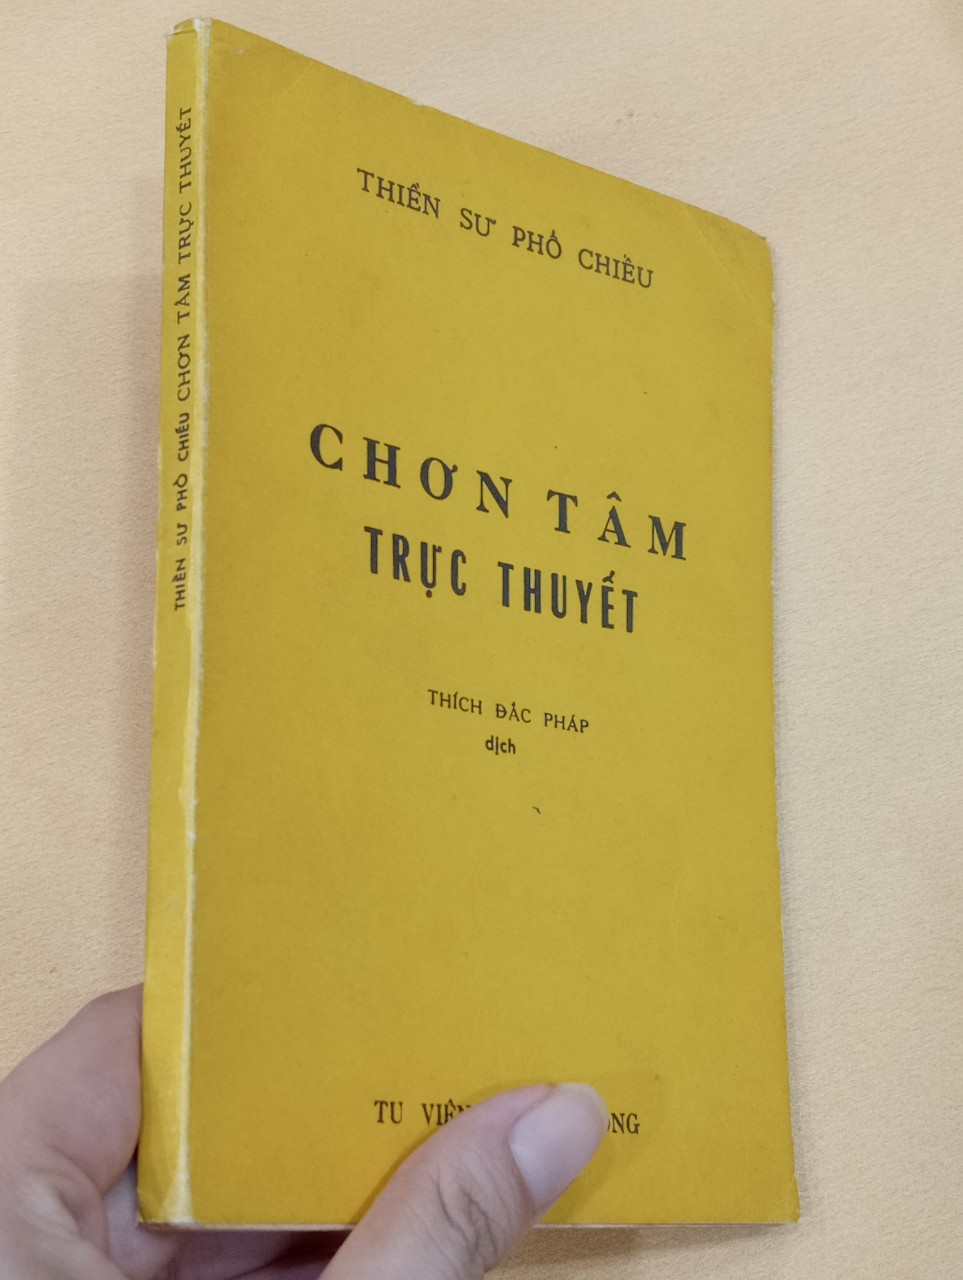 THIỀN SƯ PHỔ CHIẾU CHƠN TÂM TRỰC THUYẾT
THIỀN SƯ PHỔ CHIẾU
CHƠN TÂM
TRỰC THUYẾT
THÍCH ĐẮC PHÁP
dịch
TU VIỆN